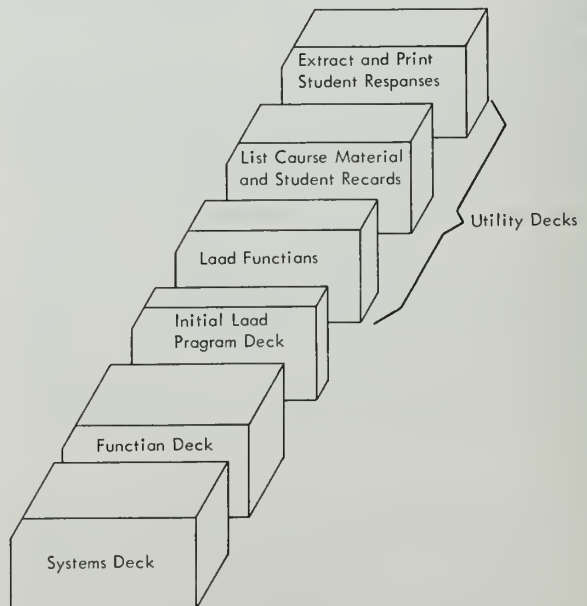 Extract and Print
Student Respanses
List Caurse Material
and Student Recards
Utility Decks
Laad Functians
Initial Laad
Pragram Deck
Functian Deck
Systems Deck